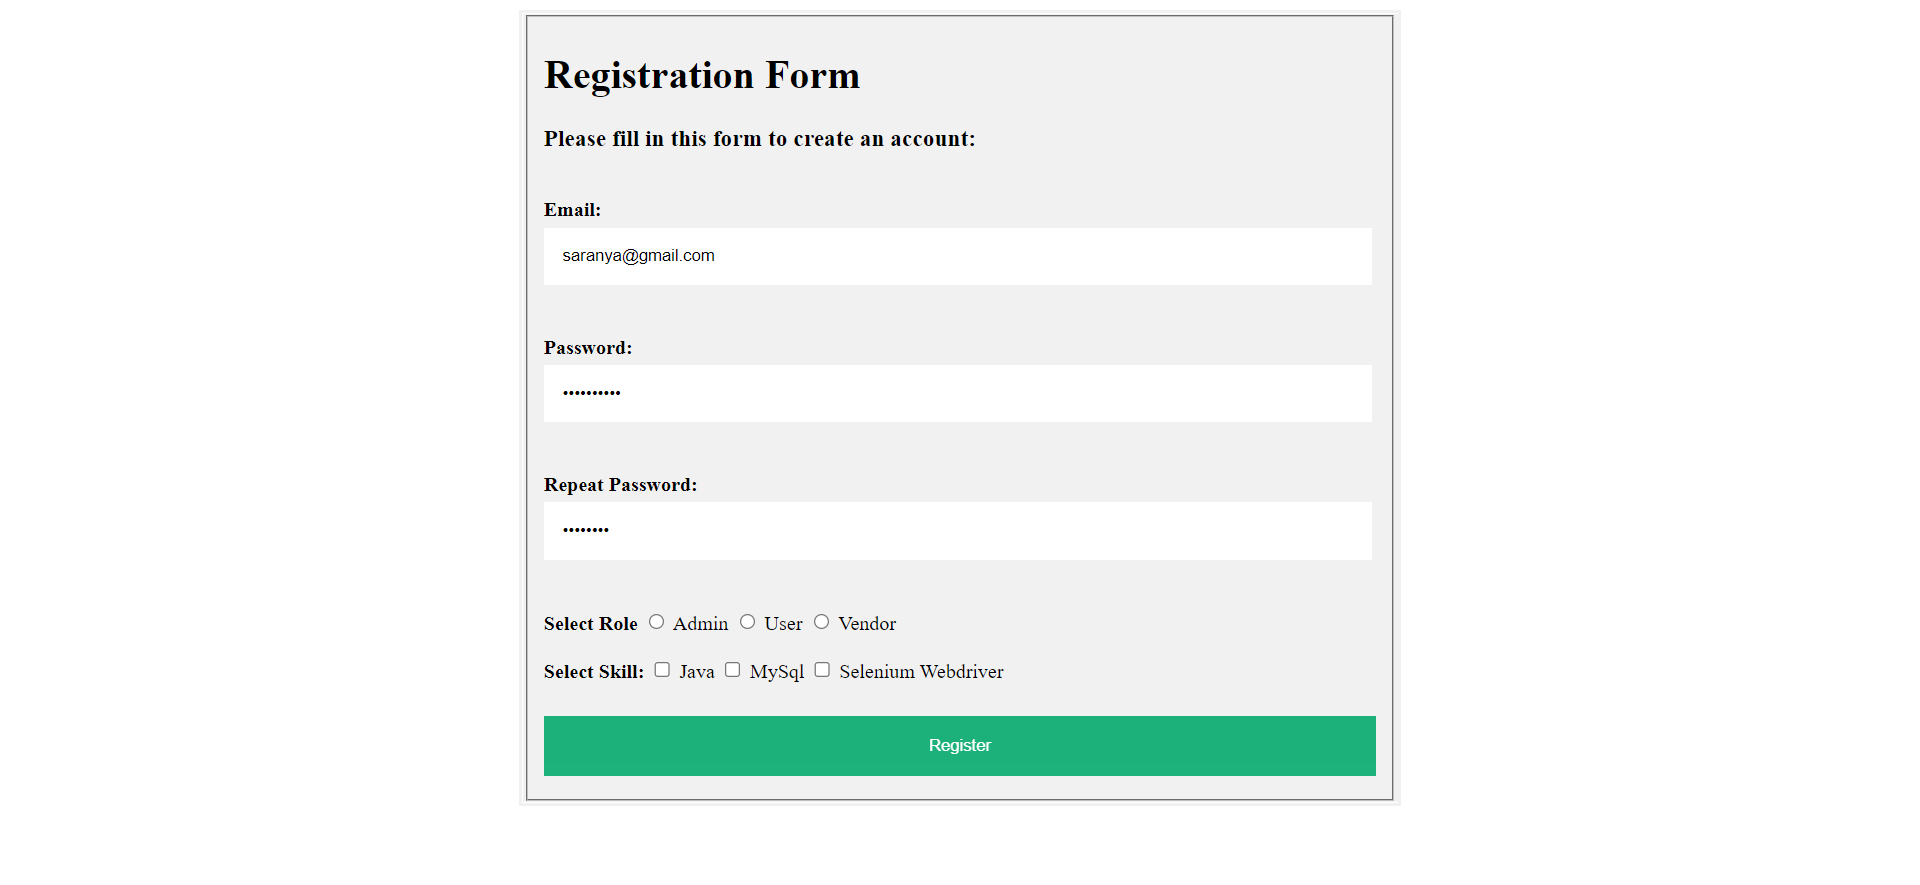 Registration Form
Please fill in this form to create an account:
Email:
saranya@gmail.com
Password:
••••••••••
Repeat Password:
••••••••
Select Role Admin User Vendor
Select Skill: Java MySql Selenium Webdriver
Register